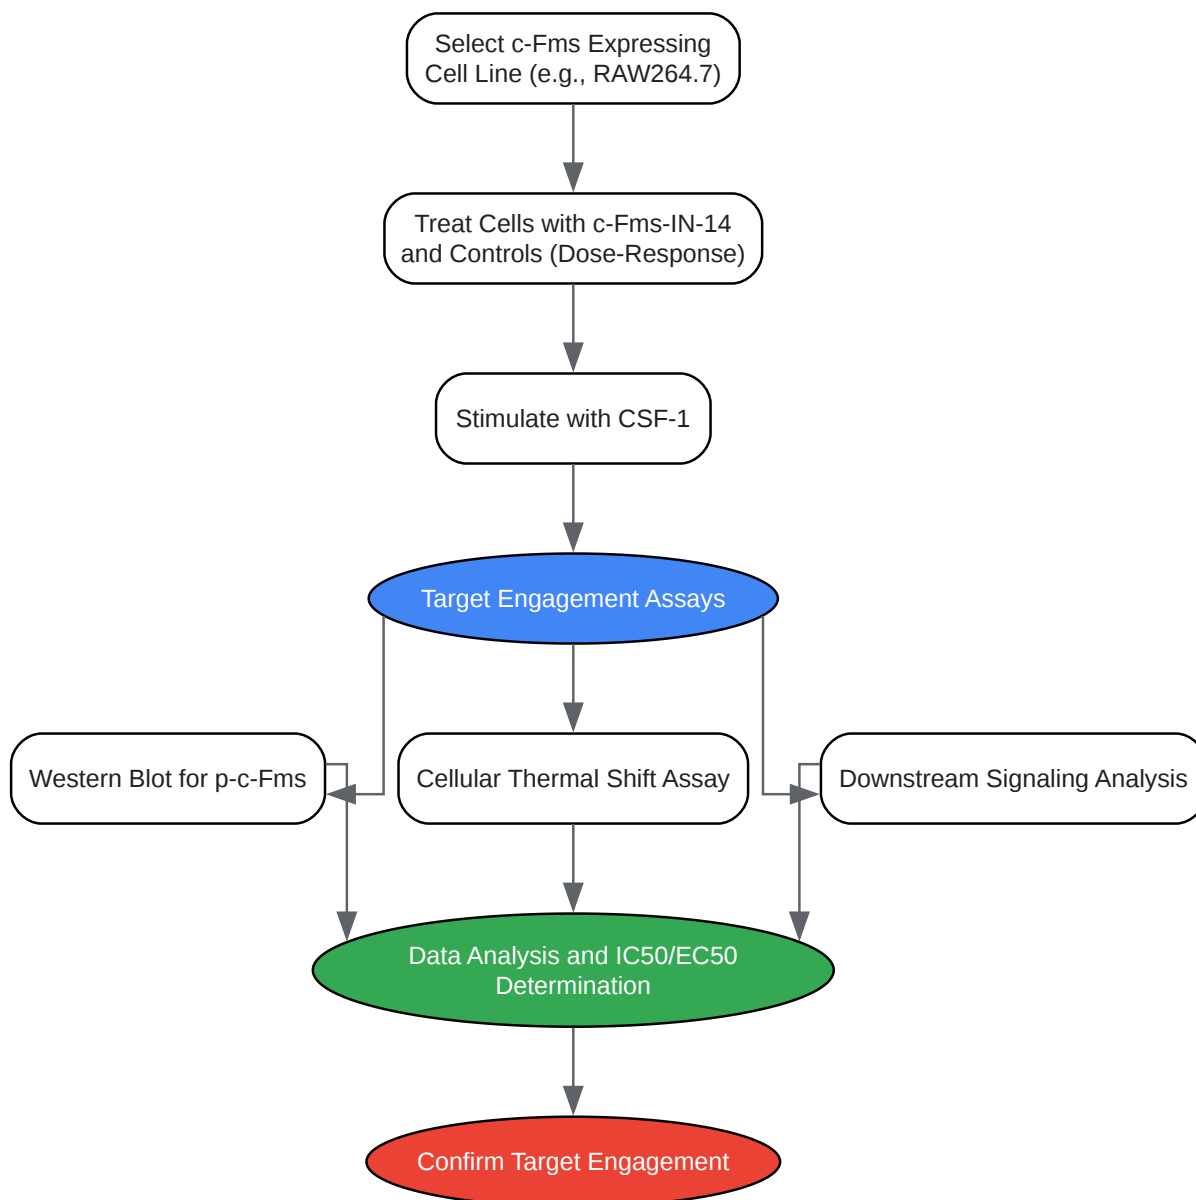 Select c-Fms Expressing
Cell Line (e.g., RAW264.7)
Treat Cells with c-Fms-IN-14
and Controls (Dose-Response)
Stimulate with CSF-1
Target Engagement Assays
Western Blot for p-c-Fms
Cellular Thermal Shift Assay
Downstream Signaling Analysis
Data Analysis and IC50/EC50
Determination
Confirm Target Engagement